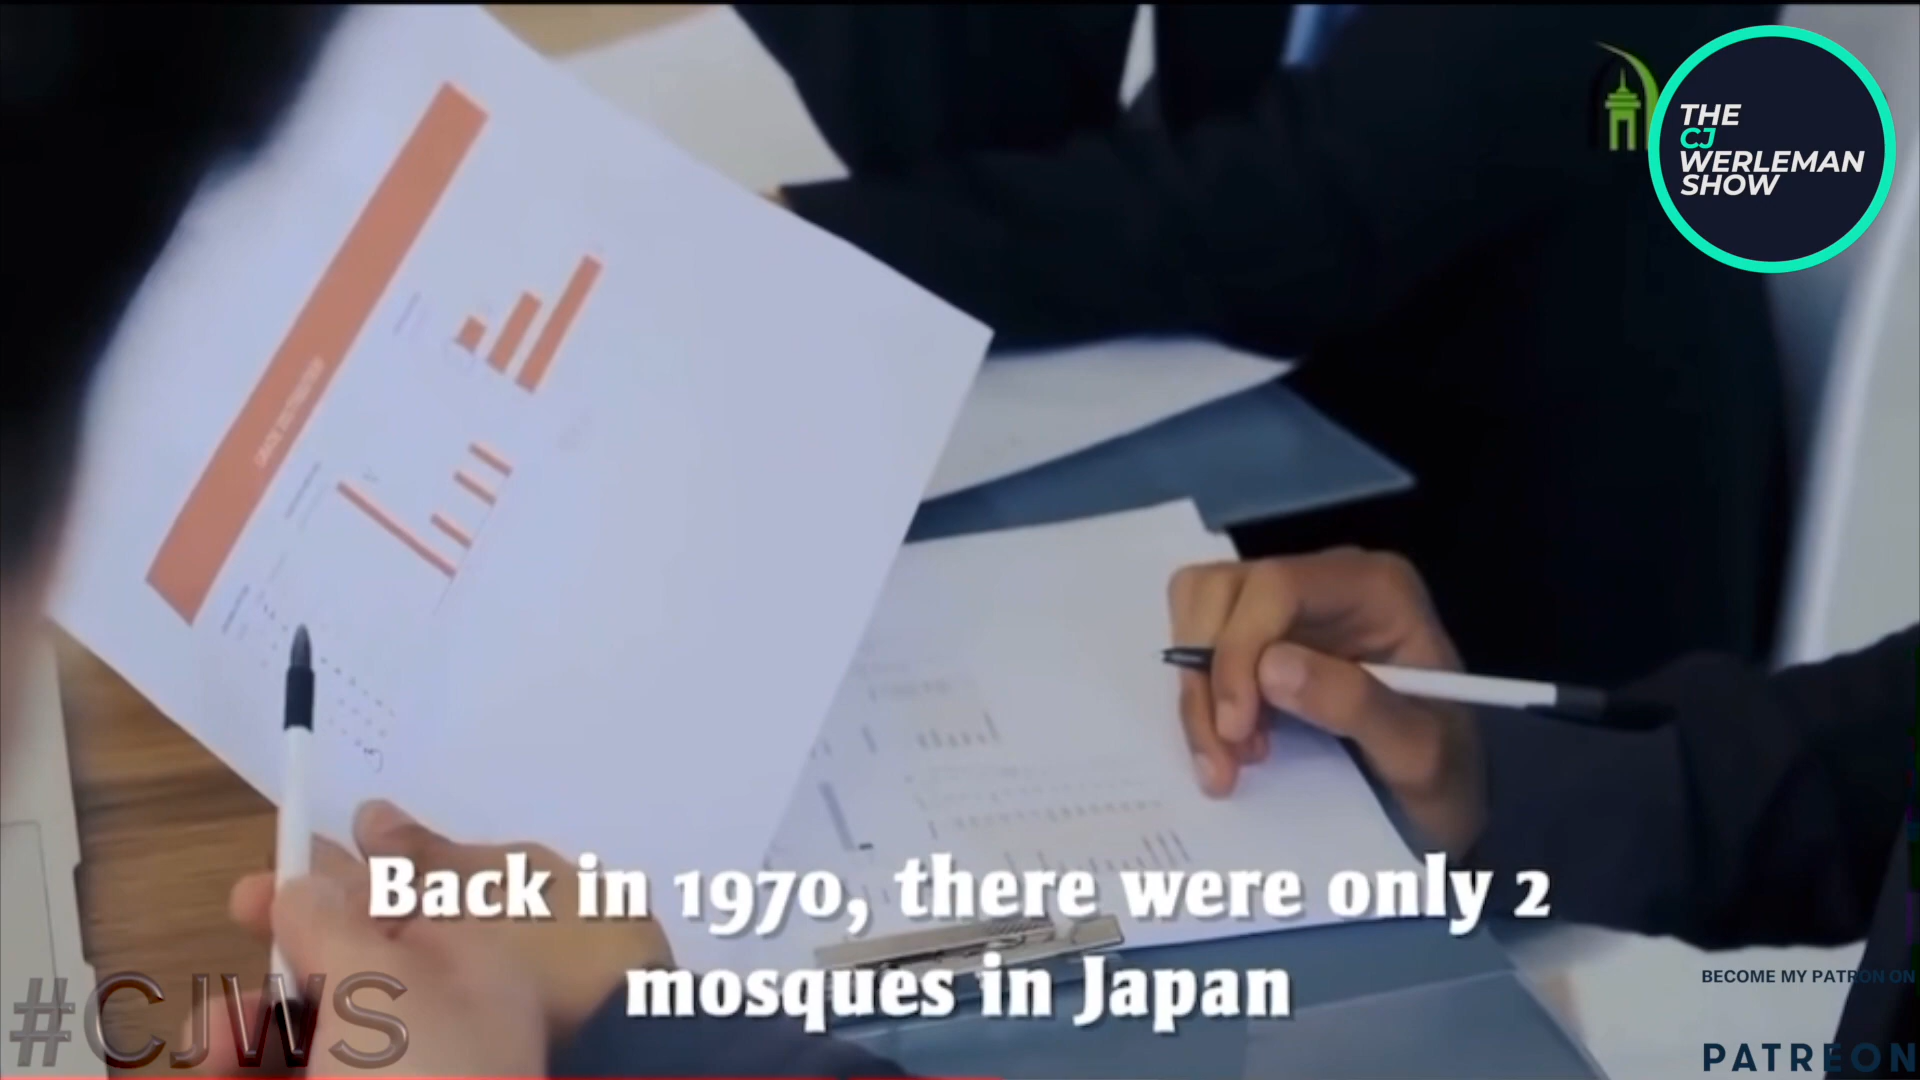 THE
CJ
WERLEMAN
SHOW
Back in 1970, there were only 2
mosques in Japan
#CJWS
BECOME MY PATRON ON
PATREON